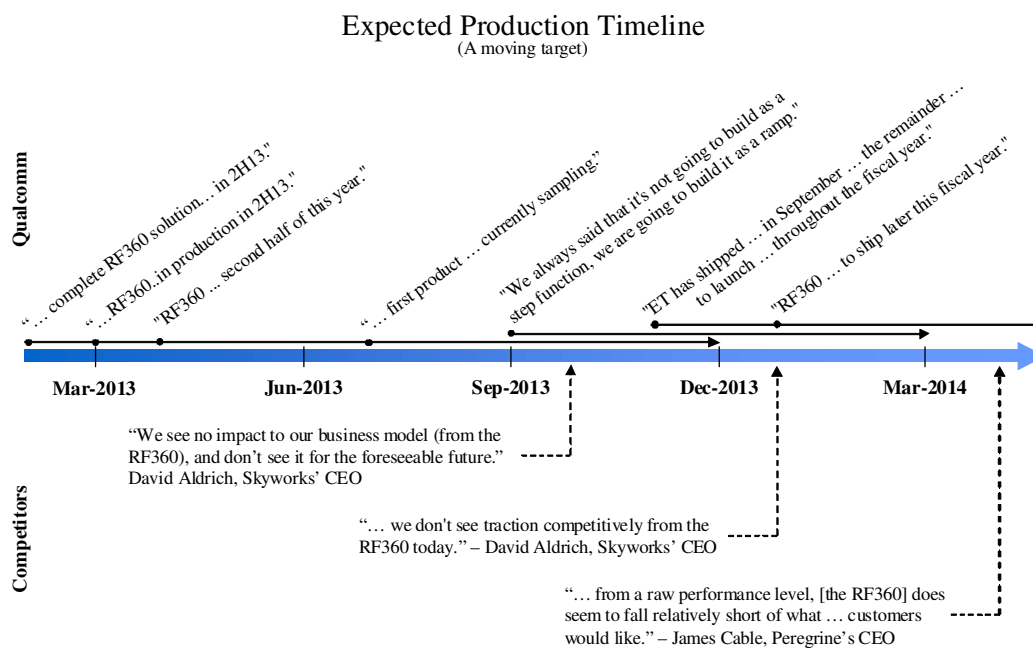 Expected Production Timeline
(A moving target)
Qualcomm
“ … complete RF360 solution… in 2H13."
“ …RF360..in production in 2H13."
"RF360 ... second half of this year."
“ … first product … currently sampling.”
"We always said that it's not going to build as a
step function, we are going to build it as a ramp."
"ET has shipped … in September … the remainder …
to launch … throughout the fiscal year."
"RF360 … to ship later this fiscal year."
Mar-2013
Jun-2013
Sep-2013
Dec-2013
Mar-2014
Competitors
“We see no impact to our business model (from the
RF360), and don’t see it for the foreseeable future.”
David Aldrich, Skyworks’ CEO
“… we don't see traction competitively from the
RF360 today.” – David Aldrich, Skyworks’ CEO
“… from a raw performance level, [the RF360] does
seem to fall relatively short of what … customers
would like.” – James Cable, Peregrine’s CEO